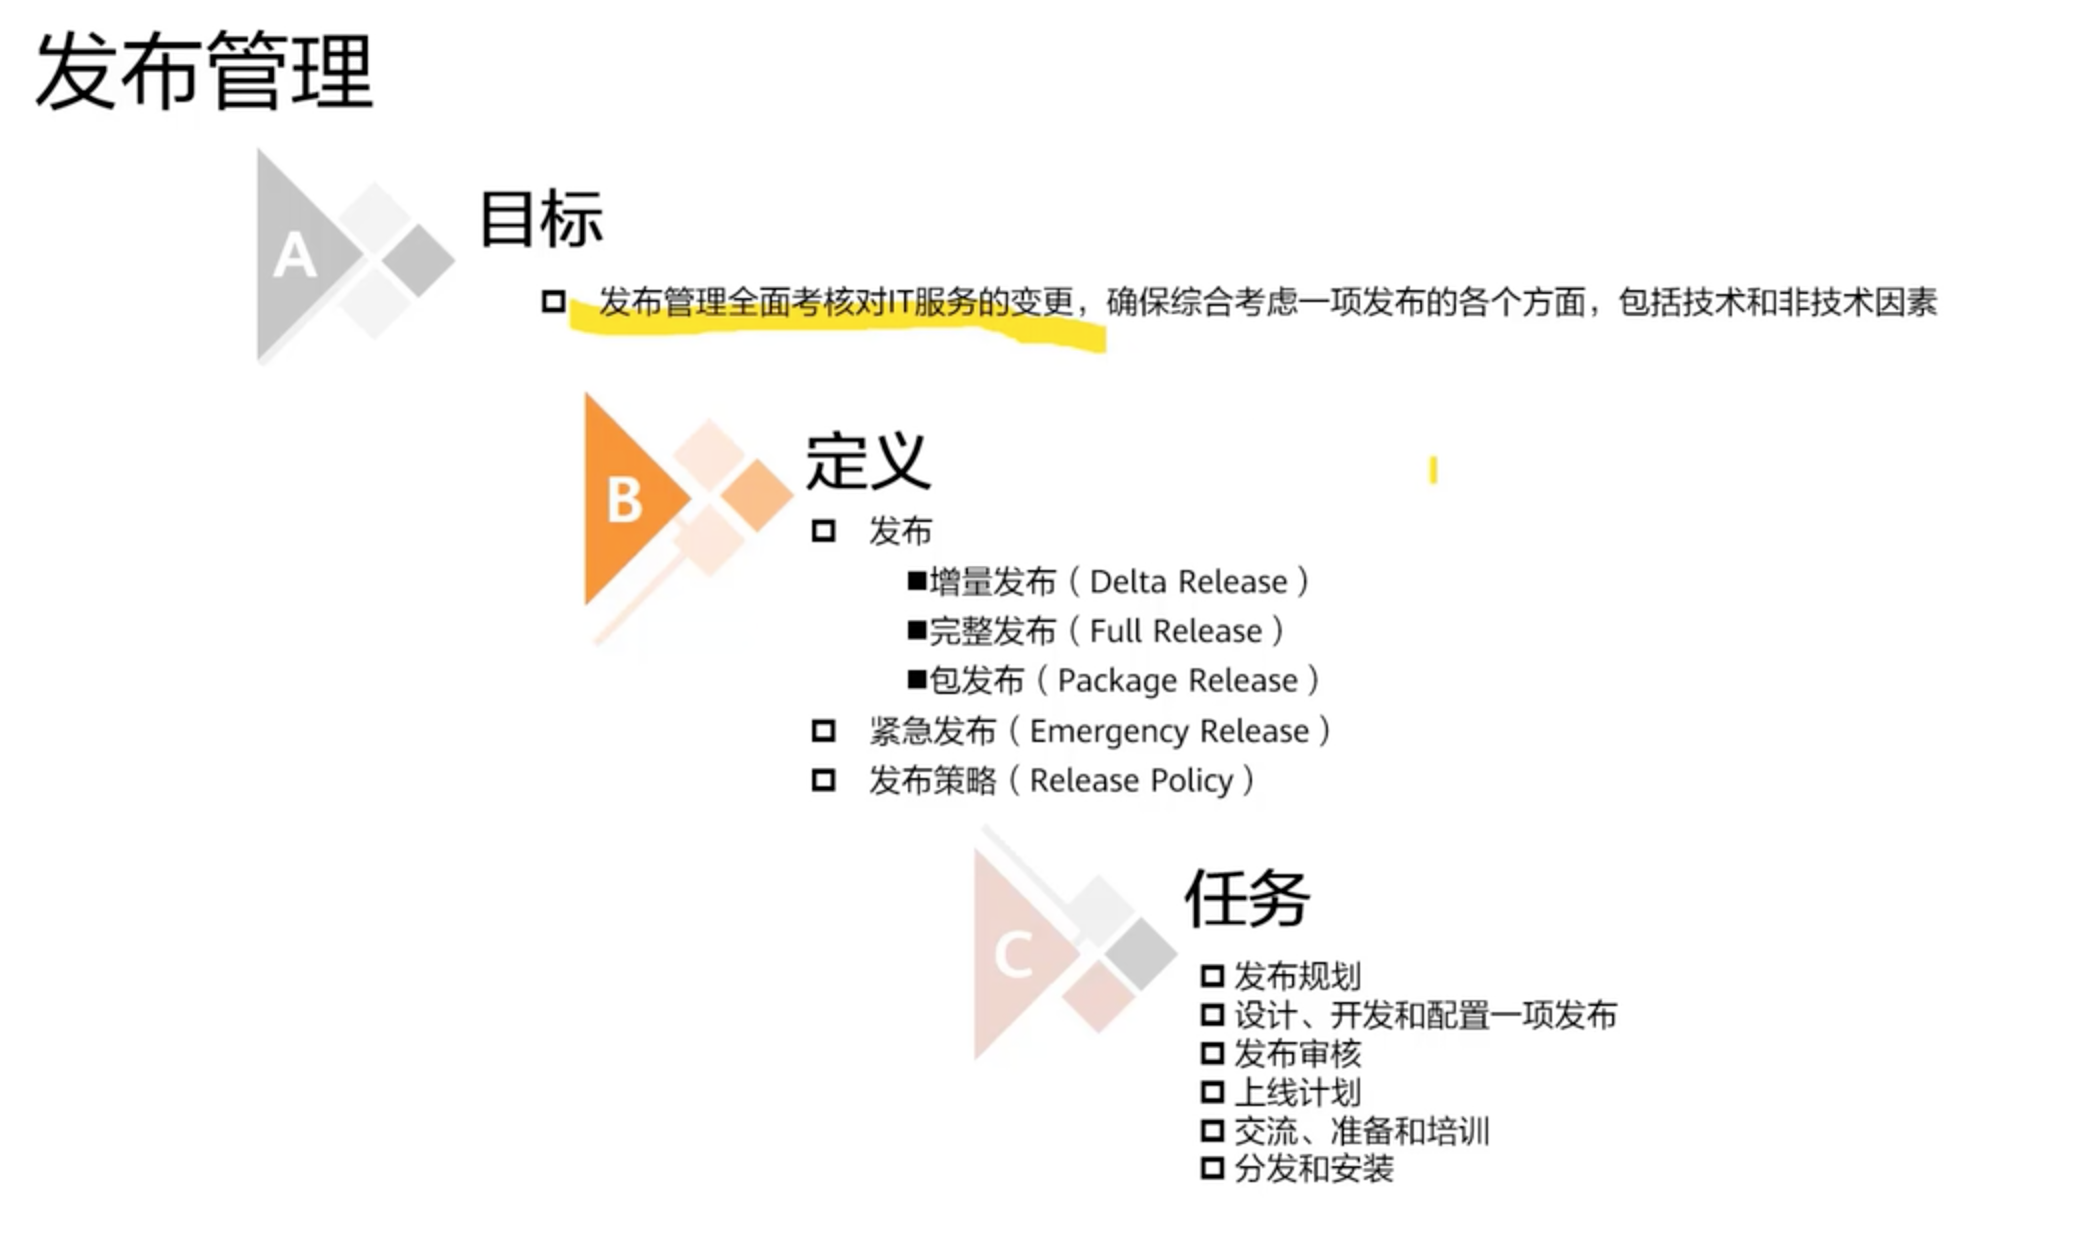 发布管理
A
目标
发布管理全面考核对IT服务的变更，确保综合考虑一项发布的各个方面，包括技术和非技术因素
B
定义
发布
增量发布（Delta Release）
完整发布（Full Release）
包发布（Package Release）
紧急发布（Emergency Release）
发布策略（Release Policy）
C
任务
发布规划
设计、开发和配置一项发布
发布审核
上线计划
交流、准备和培训
分发和安装